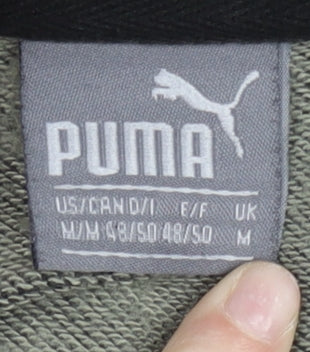 PUMA
US/CAN D/I E/F UK
M/M 48/50 48/50 M